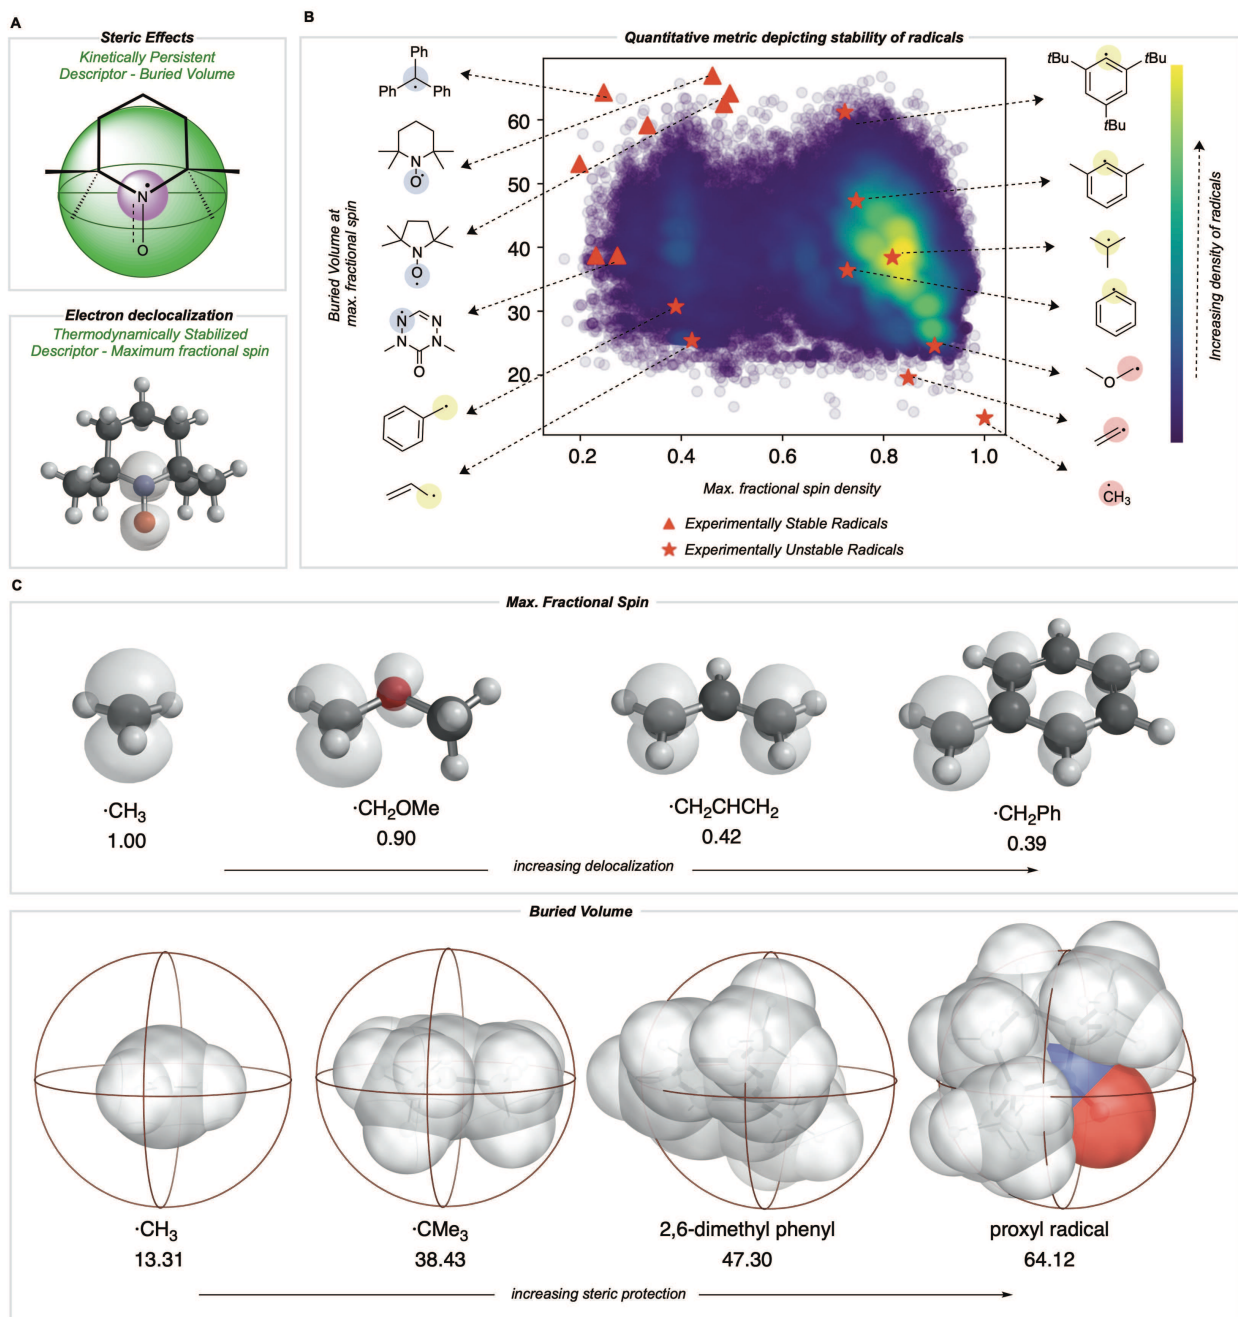 A
Steric Effects
Kinetically Persistent
Descriptor - Buried Volume
N
O
Electron declocalization
Thermodynamically Stabilized
Descriptor - Maximum fractional spin
B
Quantitative metric depicting stability of radicals
Ph
Ph
Ph
N
O
N
O
N
N
N
N
O
Buried Volume at
max. fractional spin
60
50
40
30
20
0.2
0.4
0.6
0.8
1.0
Max. fractional spin density
Experimentally Stable Radicals
Experimentally Unstable Radicals
tBu
tBu
tBu
O
CH3
Increasing density of radicals
C
Max. Fractional Spin
·CH3
1.00
·CH2OMe
0.90
·CH2CHCH2
0.42
·CH2Ph
0.39
increasing delocalization
Buried Volume
·CH3
13.31
·CMe3
38.43
2,6-dimethyl phenyl
47.30
proxyl radical
64.12
increasing steric protection